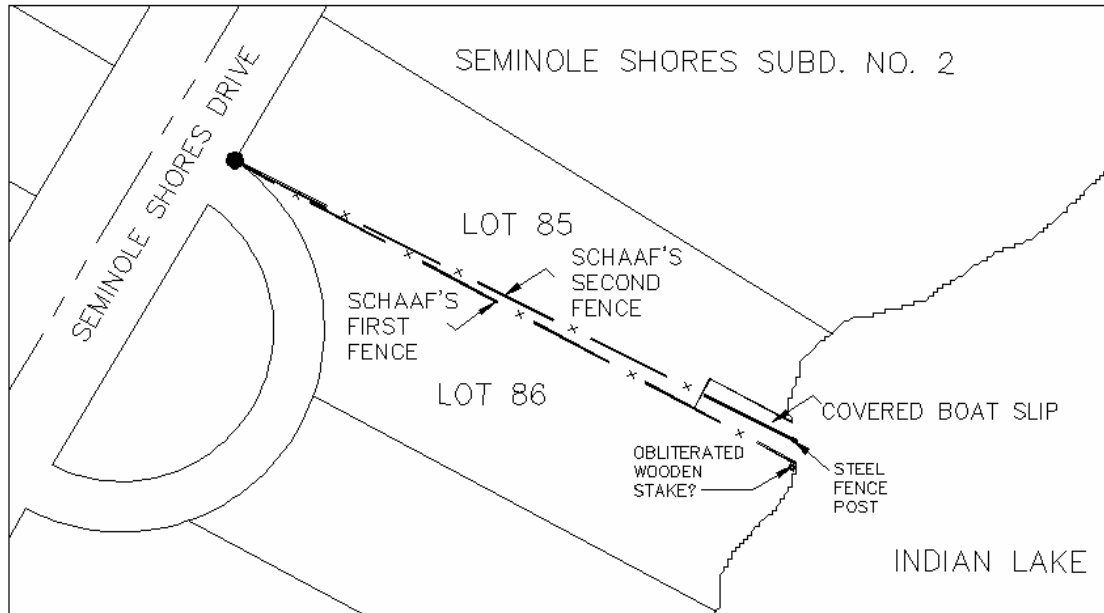 SEMINOLE SHORES SUBD. NO. 2
SEMINOLE SHORES DRIVE
LOT 85
SCHAAF'S
SECOND
FENCE
SCHAAF'S
FIRST
FENCE
LOT 86
COVERED BOAT SLIP
OBLITERATED
WOODEN
STAKE?
STEEL
FENCE
POST
INDIAN LAKE